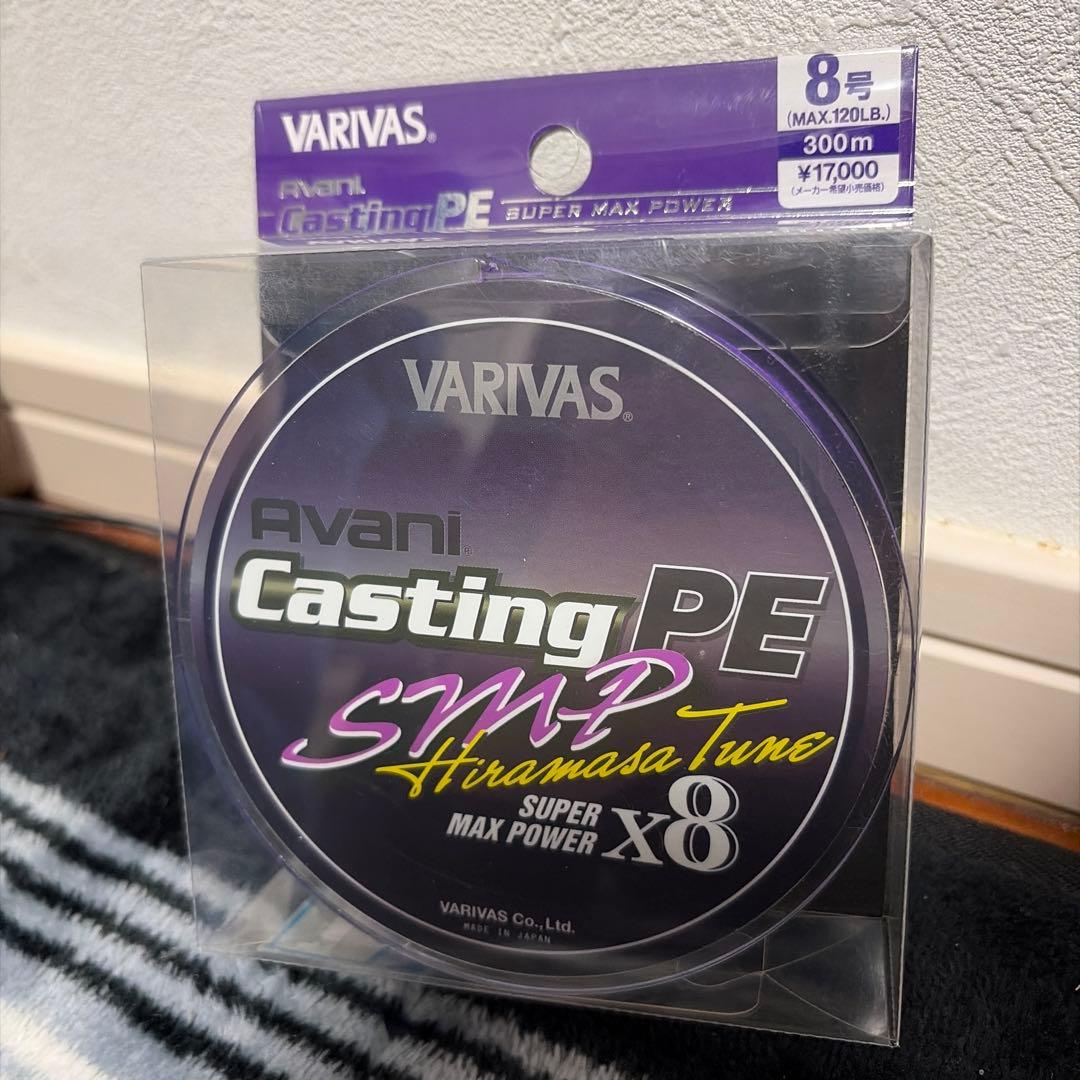 VARIVAS®
Avani®
Casting PE SUPER MAX POWER
8号
(MAX.120LB.)
300m
¥17,000
(メーカー希望小売価格)
VARIVAS®
Avani®
Casting PE
SMP
Hiramasa Tune
SUPER
MAX POWER X8
VARIVAS Co.,Ltd.
MADE IN JAPAN